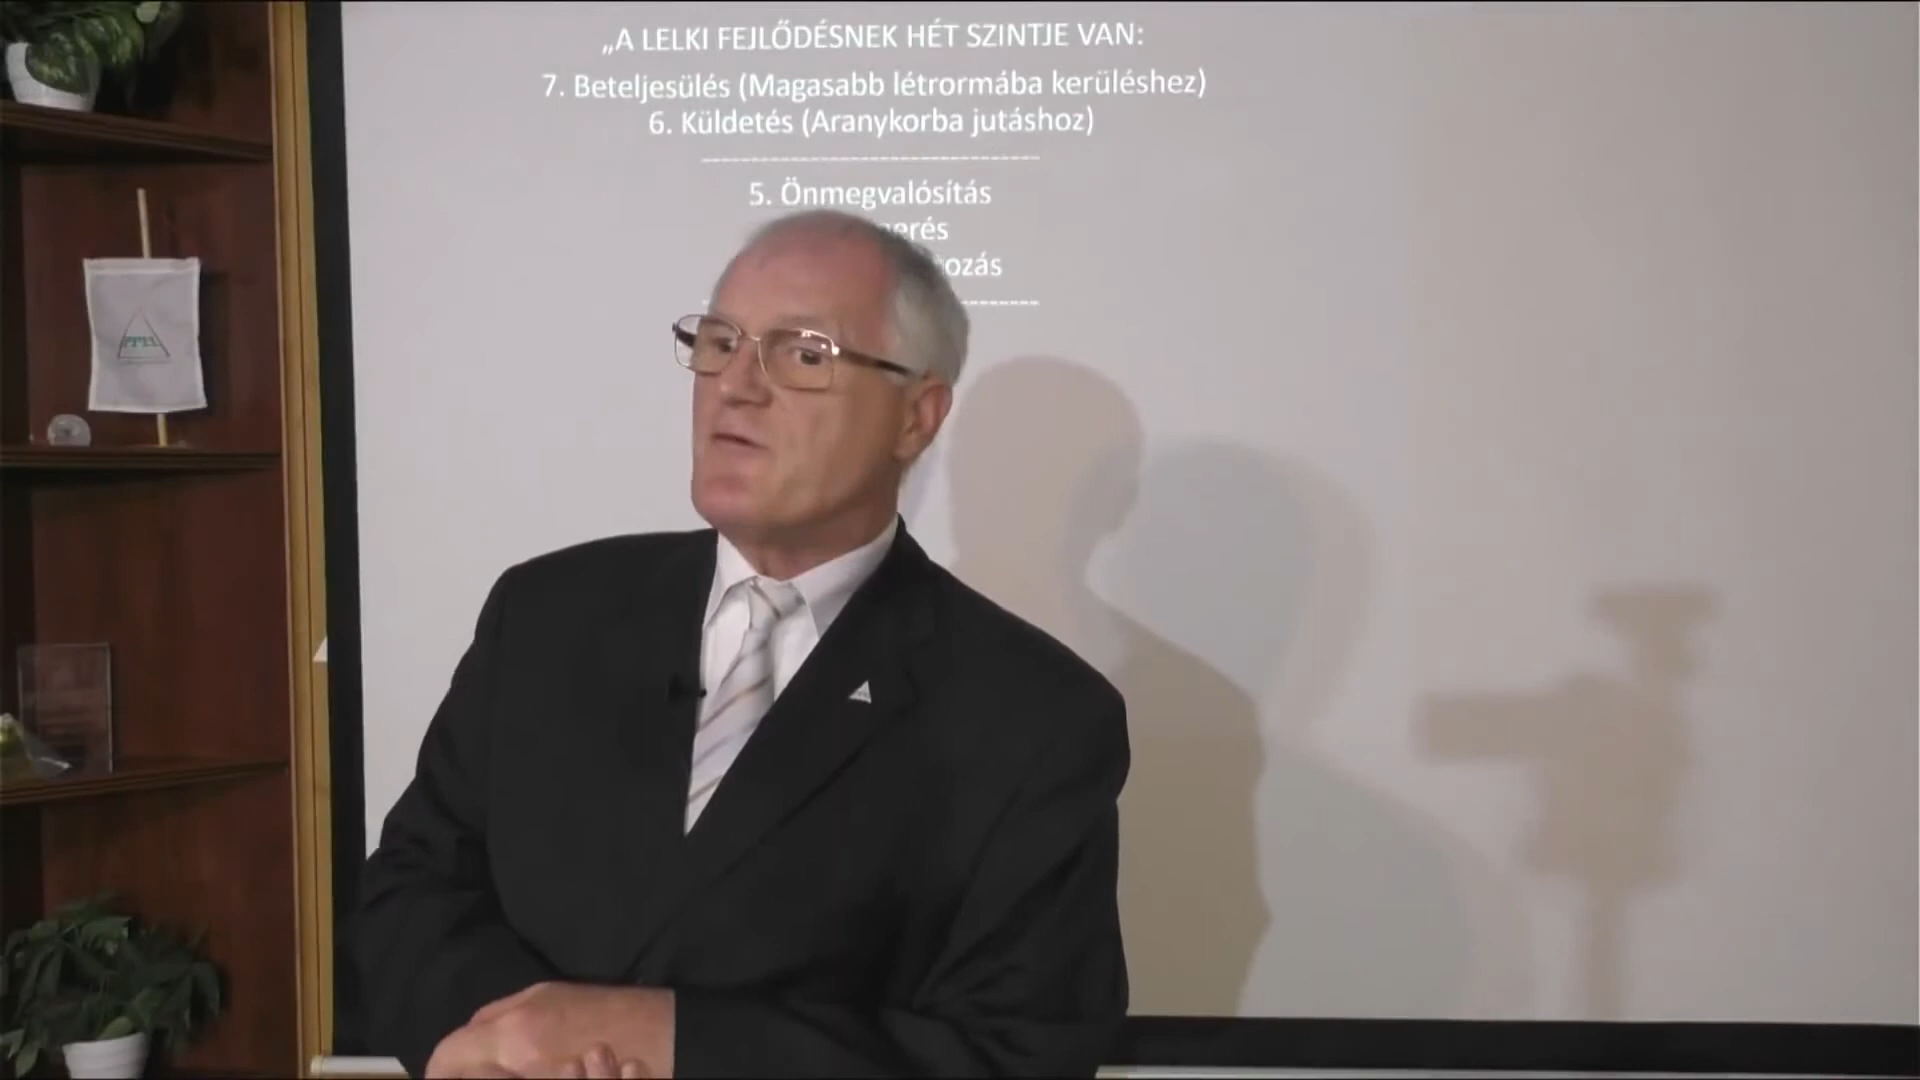 „A LELKI FEJLŐDÉSNEK HÉT SZINTJE VAN:
7. Beteljesülés (Magasabb létrormába kerüléshez)
6. Küldetés (Aranykorba jutáshoz)
5. Önmegvalósítás